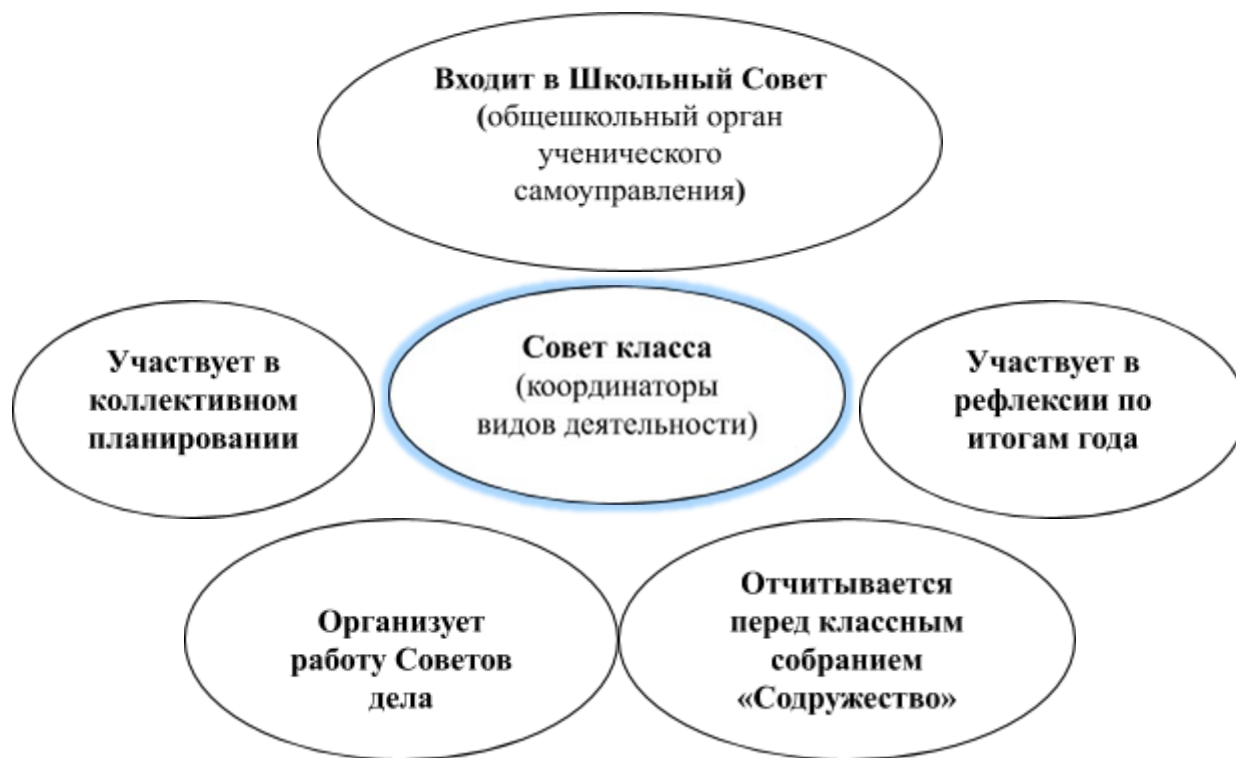 Входит в Школьный Совет
(общешкольный орган
ученического
самоуправления)
Участвует в
коллективном
планировании
Совет класса
(координаторы
видов деятельности)
Участвует в
рефлексии по
итогам года
Организует
работу Советов
дела
Отчитывается
перед классным
собранием
«Содружество»